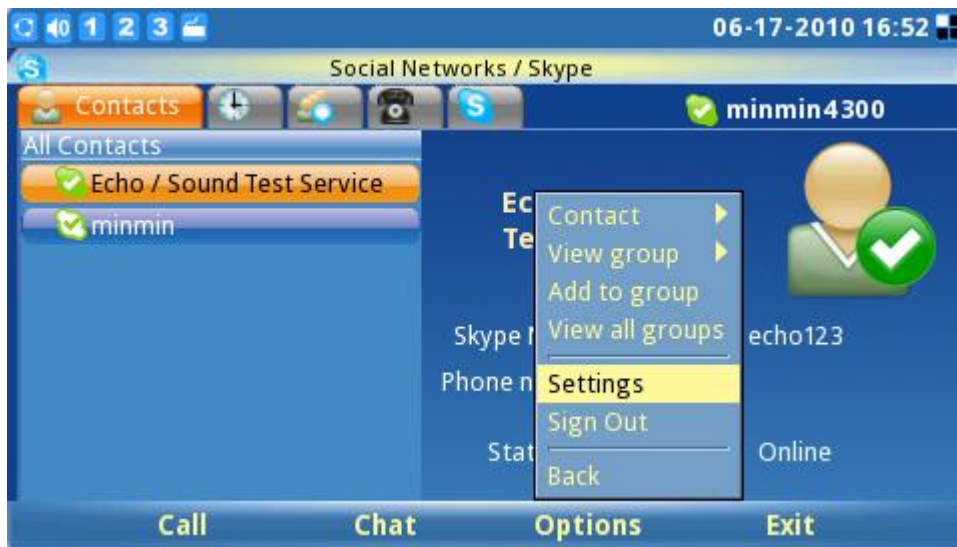 1 2 3 06-17-2010 16:52
Social Networks / Skype
Contacts
minmin4300
All Contacts
Echo / Sound Test Service
minmin
Ec
Te
Contact
View group
Add to group
View all groups
Settings
Sign Out
Back
Skype
echo123
Phone n
Stat
Online
Call Chat Options Exit